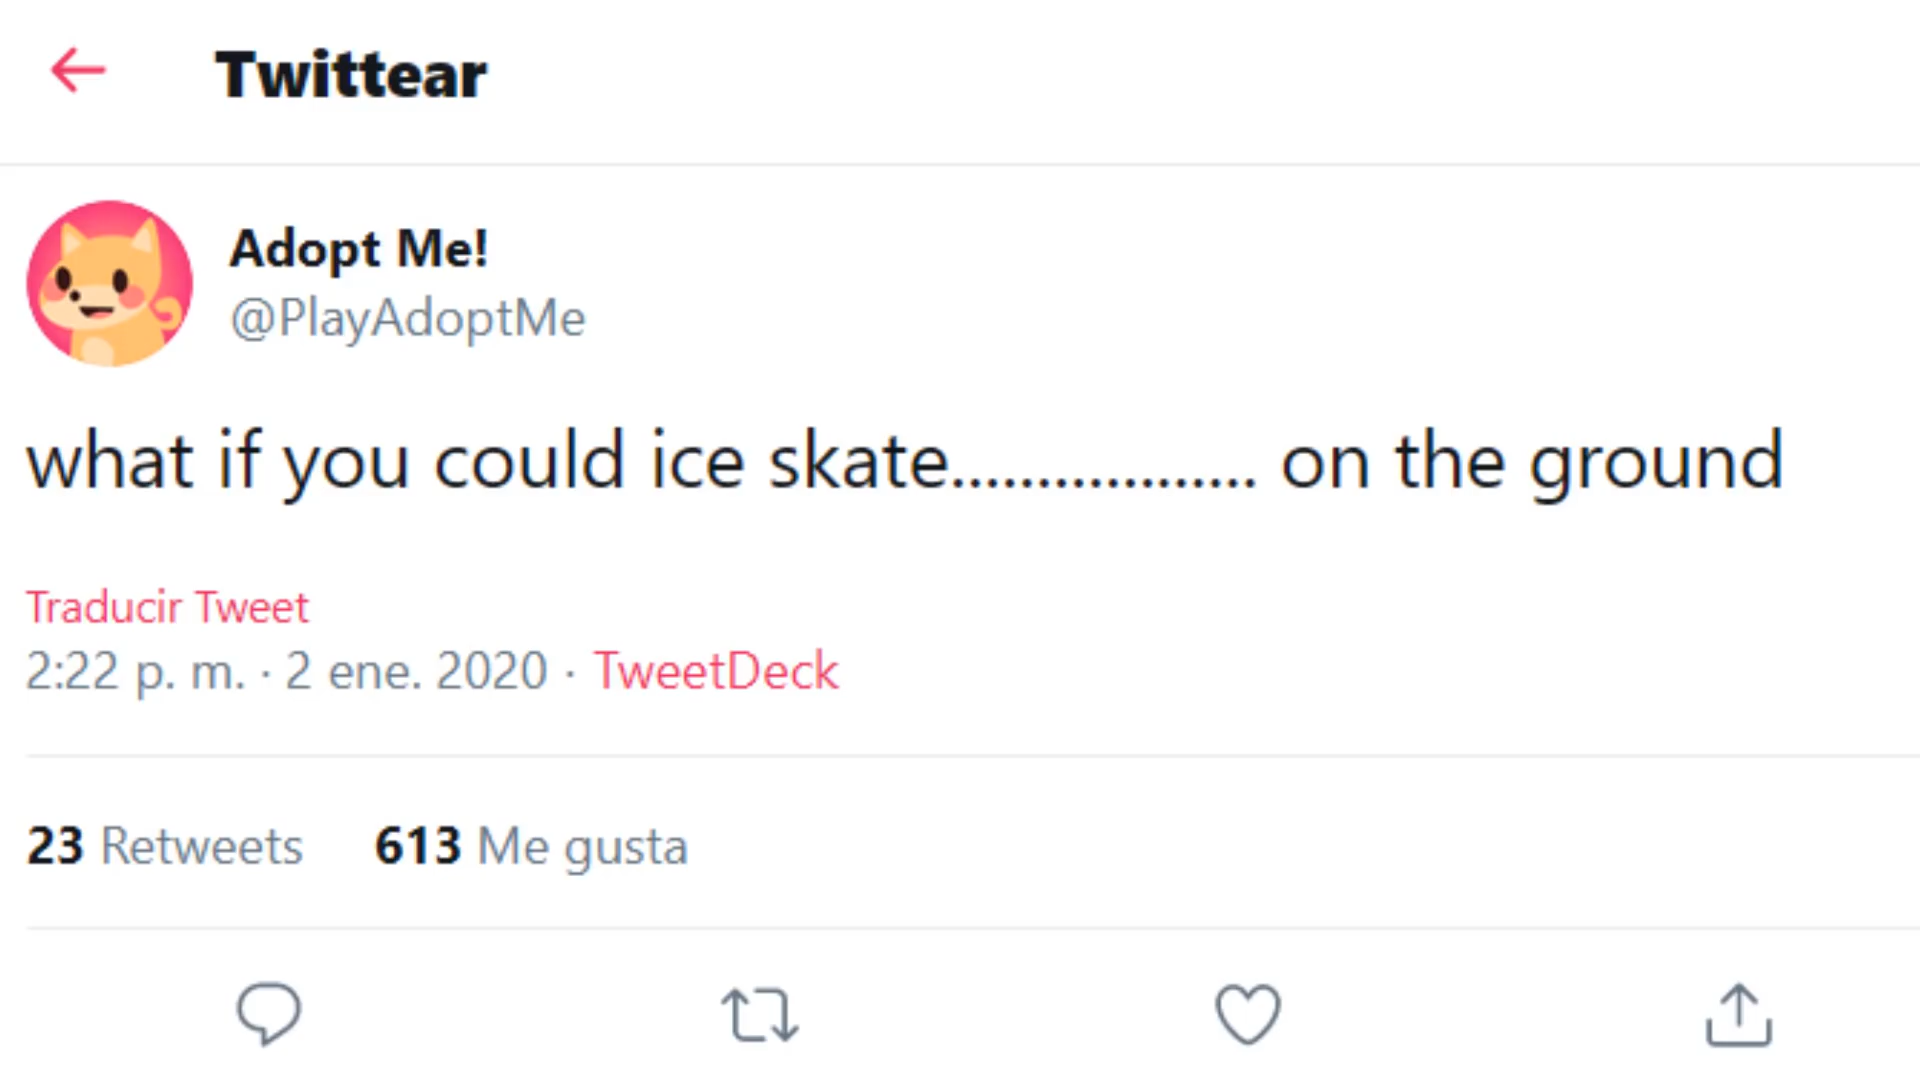 Twittear
Adopt Me!
@PlayAdoptMe
what if you could ice skate.................. on the ground
Traducir Tweet
2:22 p. m. · 2 ene. 2020 · TweetDeck
23 Retweets 613 Me gusta